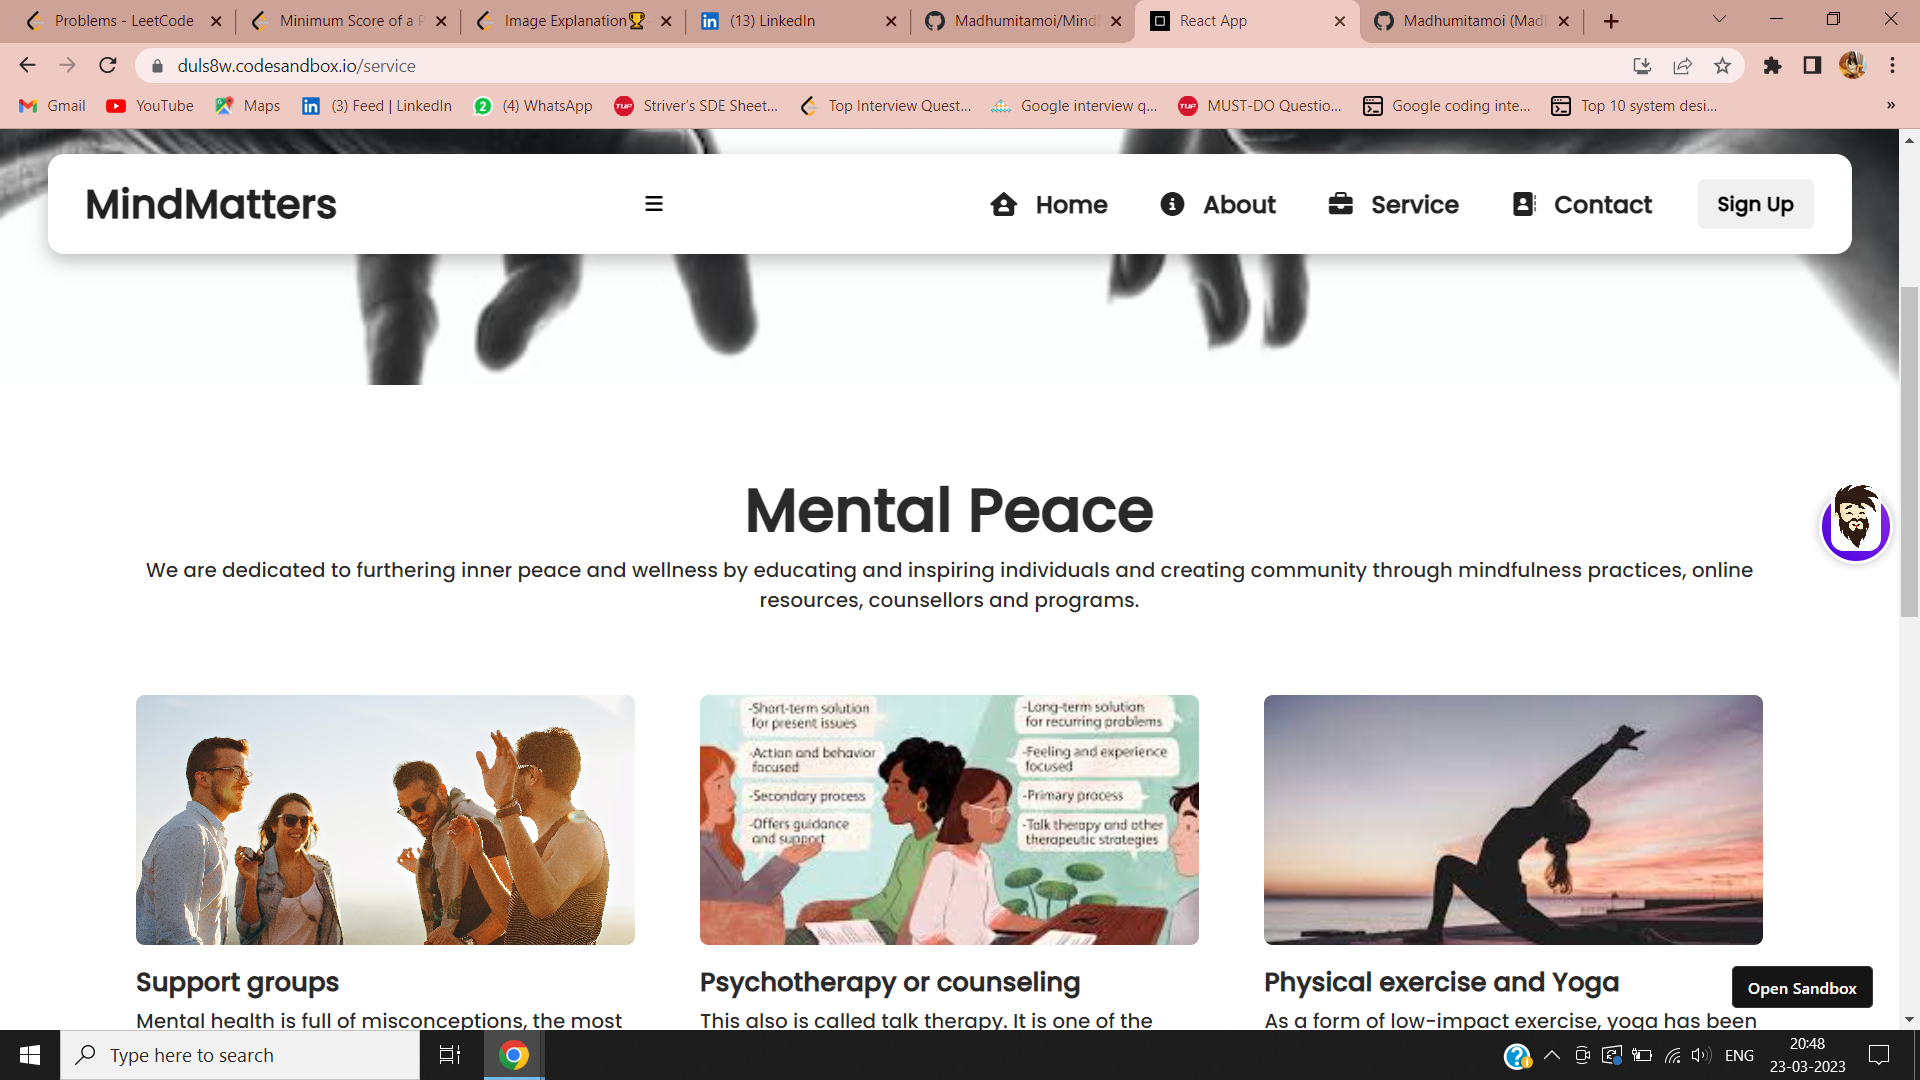 Problems - LeetCode
Minimum Score of a P
Image Explanation🏆
(13) LinkedIn
Madhumitamoi/Mind
React App
Madhumitamoi (Mad
duls8w.codesandbox.io/service
Gmail
YouTube
Maps
(3) Feed | LinkedIn
2
(4) WhatsApp
TUF
Striver's SDE Sheet...
Top Interview Quest...
Google interview q...
TUF
MUST-DO Questio...
Google coding inte...
Top 10 system desi...
»
MindMatters
Home
About
Service
Contact
Sign Up
Mental Peace
We are dedicated to furthering inner peace and wellness by educating and inspiring individuals and creating community through mindfulness practices, online
resources, counsellors and programs.
-Short-term solution
for present issues
-Action and behavior
focused
-Secondary process
-Offers guidance
and support
-Long-term solution
for recurring problems
-Feeling and experience
focused
-Primary process
-Talk therapy and other
therapeutic strategies
Support groups
Psychotherapy or counseling
Physical exercise and Yoga
Open Sandbox
Mental health is full of misconceptions, the most
This also is called talk therapy. It is one of the
As a form of low-impact exercise, yoga has been
Type here to search
ENG
20:48
23-03-2023